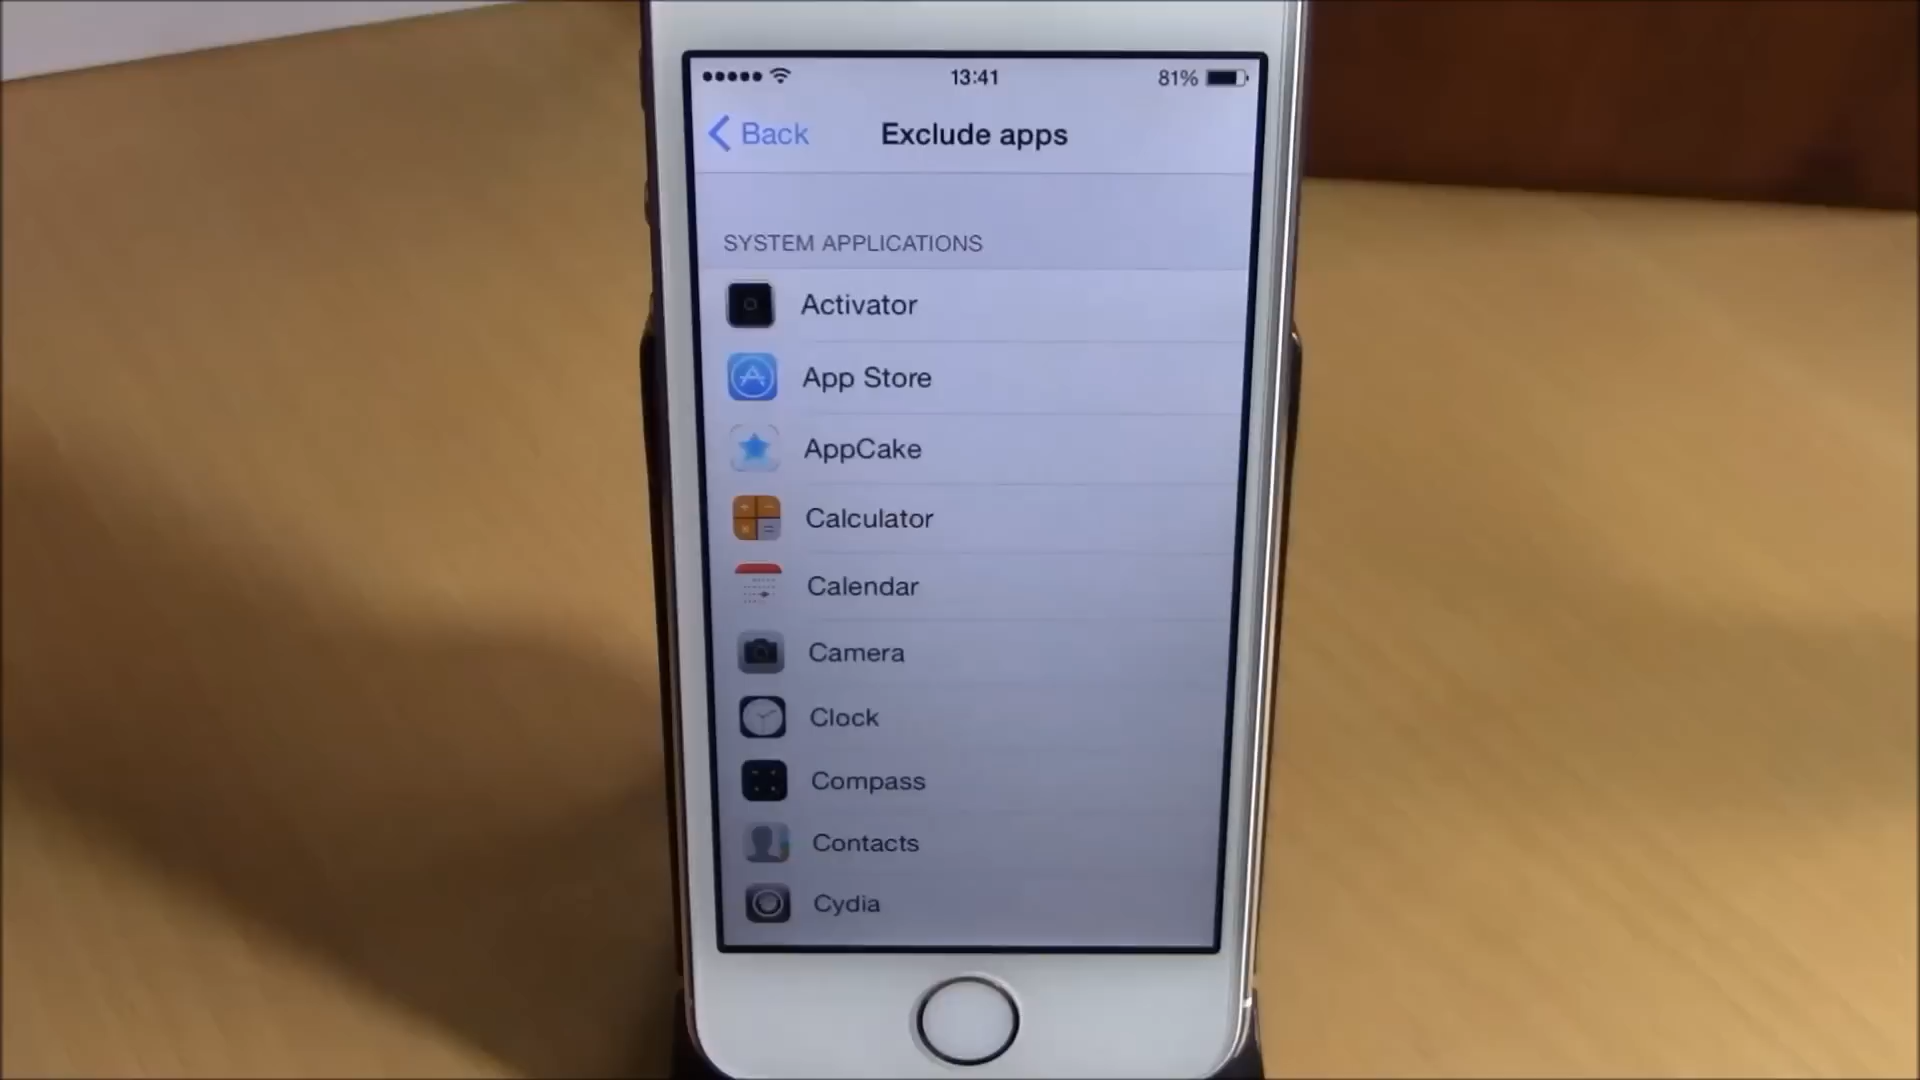 13:41
81%
Back
Exclude apps
SYSTEM APPLICATIONS
Activator
App Store
AppCake
Calculator
Calendar
Camera
Clock
Compass
Contacts
Cydia